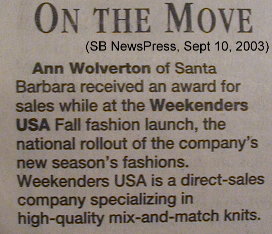 ON THE MOVE
(SB NewsPress, Sept 10, 2003)
Ann Wolverton of Santa
Barbara received an award for
sales while at the Weekenders
USA Fall fashion launch, the
national rollout of the company's
new season's fashions.
Weekenders USA is a direct-sales
company specializing in
high-quality mix-and-match knits.